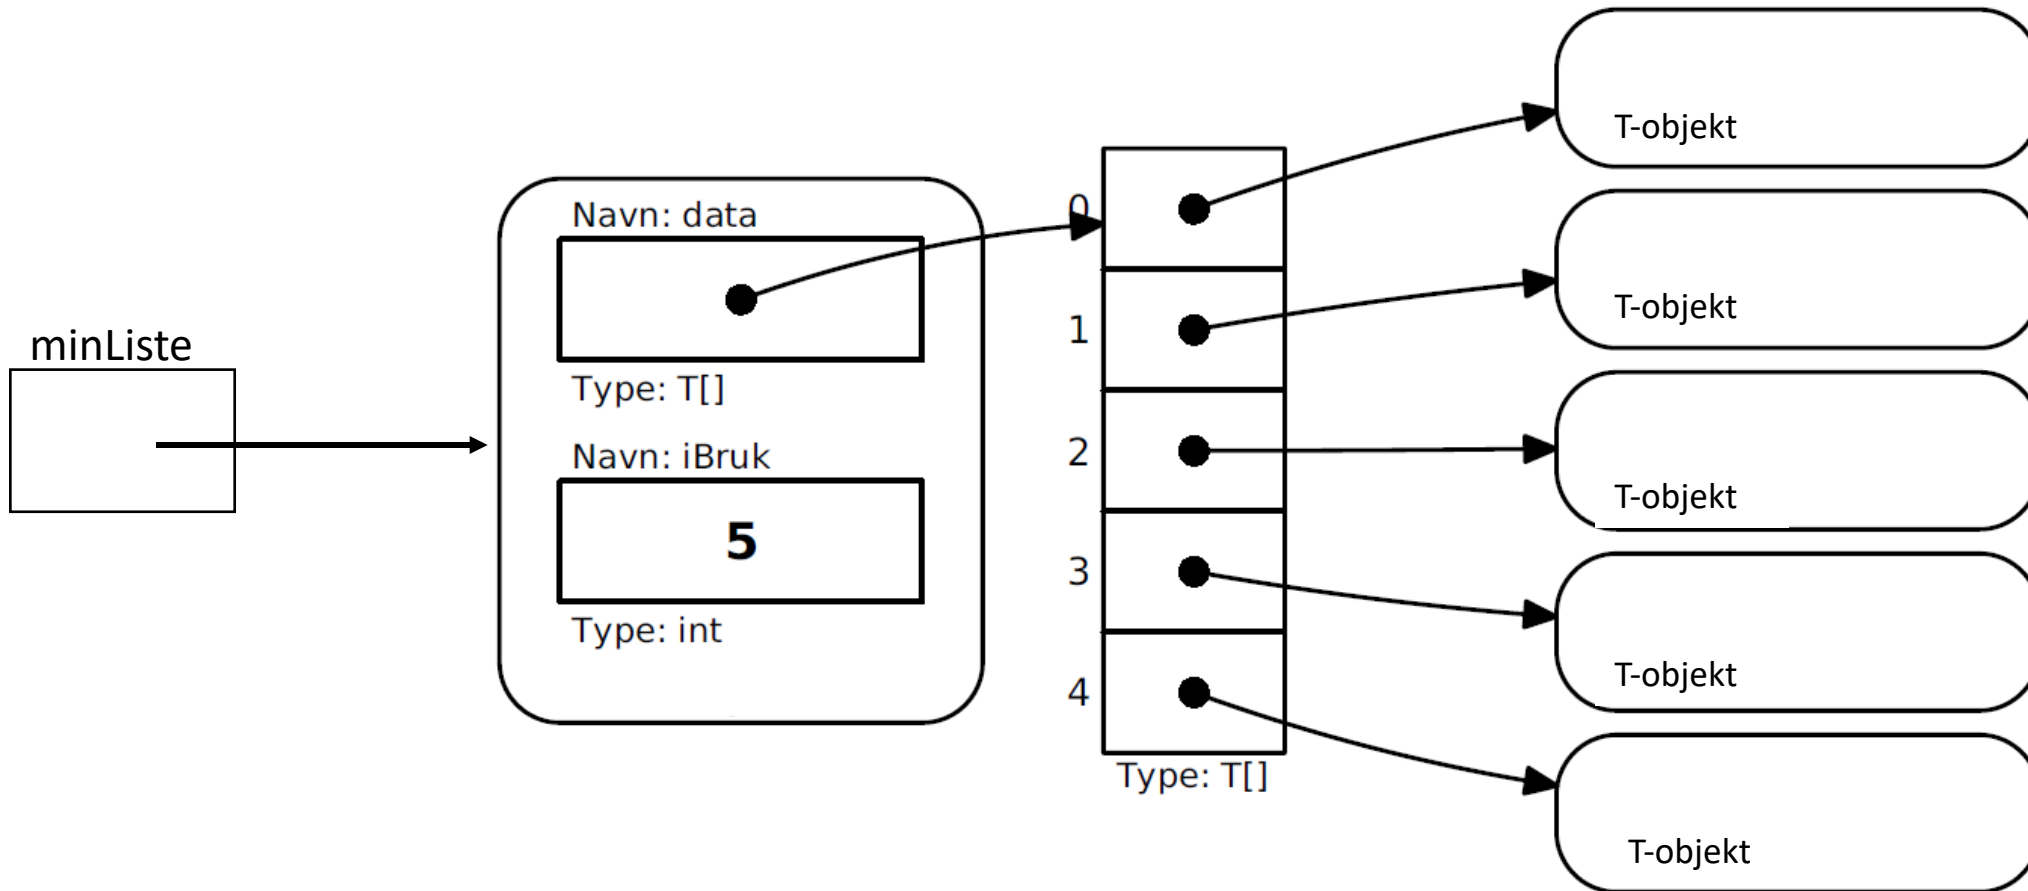 minListe
Navn: data
Type: T[]
Navn: iBruk
5
Type: int
0
1
2
3
4
Type: T[]
T-objekt
T-objekt
T-objekt
T-objekt
T-objekt